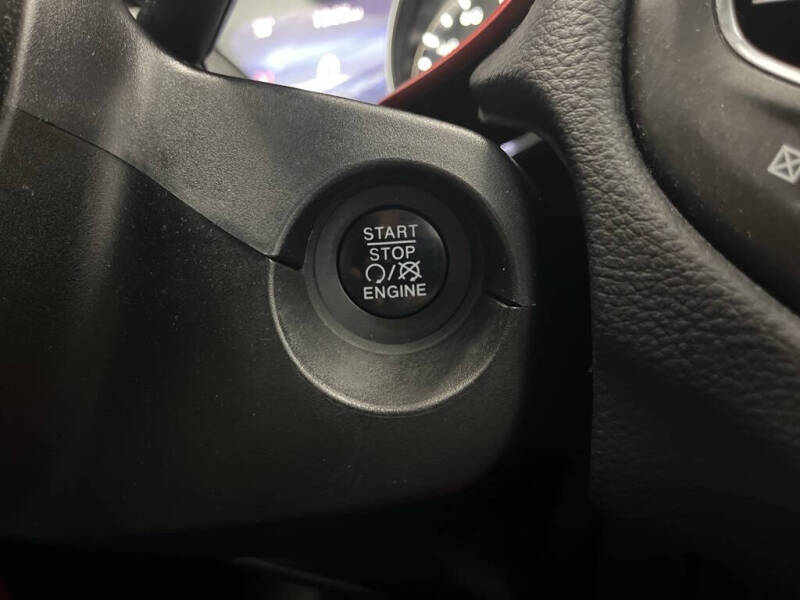 START
STOP
/
ENGINE